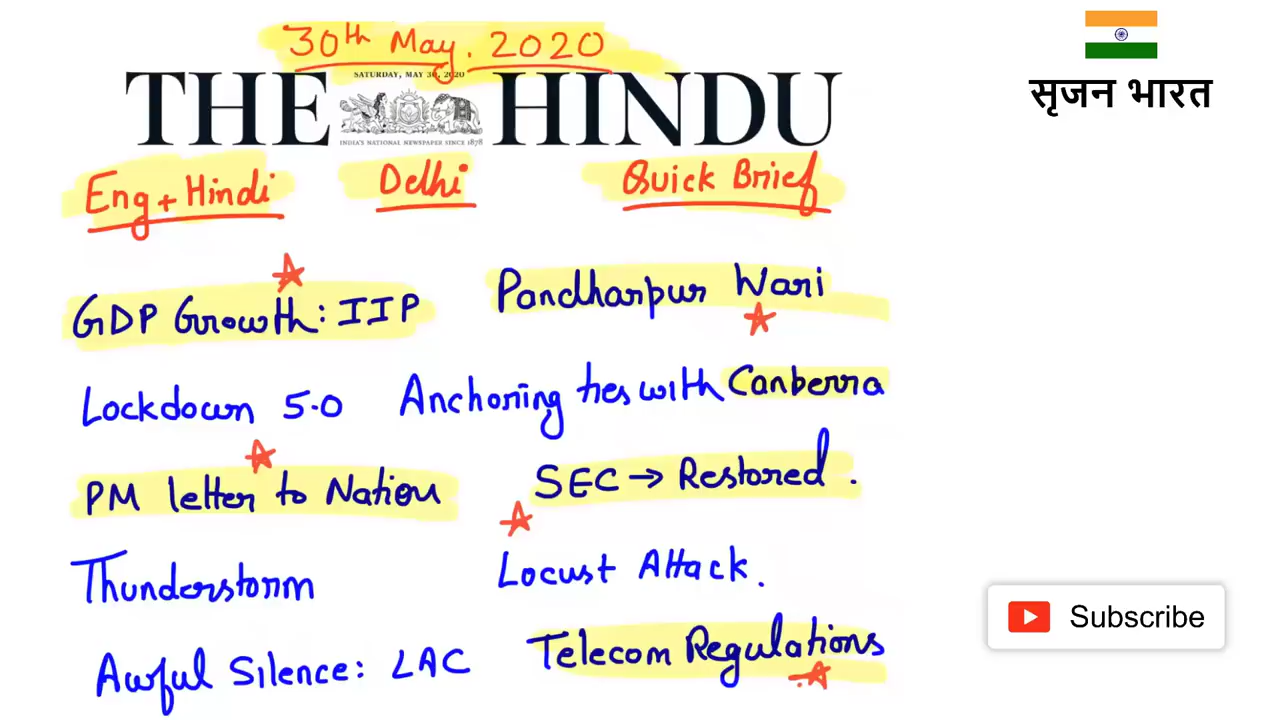 30th May. 2020
SATURDAY, MAY 30, 2020
THE HINDU
INDIA'S NATIONAL NEWSPAPER SINCE 1878
सृजन भारत
Eng + Hindi Delhi Quick Brief
GDP Growth: IIP Pandharpur Wari
Lockdown 5.0 Anchoring ties with Canberra
PM letter to Nation SEC → Restored.
Thunderstorm Locust Attack.
Awful Silence: LAC Telecom Regulations
Subscribe